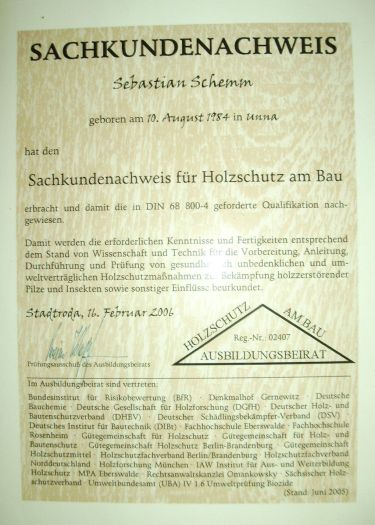 SACHKUNDENACHWEIS
Sebastian Schemm
geboren am 10. August 1984 in Unna
hat den
Sachkundenachweis für Holzschutz am Bau
erbracht und damit die in DIN 68 800-4 geforderte Qualifikation nach-
gewiesen.
Damit werden die erforderlichen Kenntnisse und Fertigkeiten entsprechend
dem Stand von Wissenschaft und Technik für die Vorbereitung, Anleitung,
Durchführung und Prüfung von gesundheitlich unbedenklichen und um-
weltverträglichen Holzschutzmaßnahmen zur Bekämpfung holzzerstörender
Pilze und Insekten sowie sonstiger Einflüsse beurkundet.
Stadtroda, 16. Februar 2006
HOLZSCHUTZ AM BAU
Reg.-Nr.: 02407
AUSBILDUNGSBEIRAT
Prüfungsausschuß des Ausbildungsbeirats
Im Ausbildungsbeirat sind vertreten:
Bundesinstitut für Risikobewertung (BfR) · Denkmalhof Gernewitz · Deutsche
Bauchemie · Deutsche Gesellschaft für Holzforschung (DGfH) · Deutscher Holz- und
Bautenschutzverband (DHBV) · Deutscher Schädlingsbekämpfer-Verband (DSV) ·
Deutsches Institut für Bautechnik (DIBt) · Fachhochschule Eberswalde · Fachhochschule
Rosenheim · Gütegemeinschaft für Holzschutz · Gütegemeinschaft für Holz- und
Bautenschutz · Gütegemeinschaft Holzschutz Berlin-Brandenburg · Gütegemeinschaft
Holzschutzmittel · Holzschutzfachverband Berlin/Brandenburg · Holzschutzfachverband
Norddeutschland · Holzforschung München · IAW Institut für Aus- und Weiterbildung
Holzschutz · MPA Eberswalde · Rechtsanwaltskanzlei Omankowsky · Sächsischer Holz-
schutzverband · Umweltbundesamt (UBA) IV 1.6 Umweltprüfung Biozide
(Stand: Juni 2005)